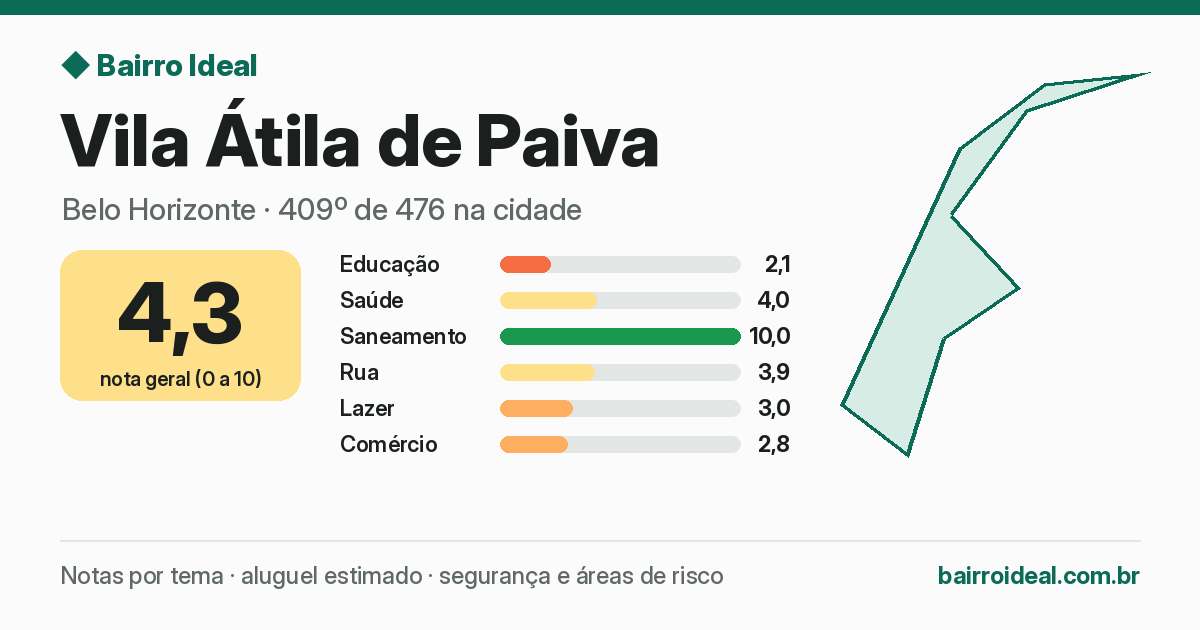 Bairro Ideal
Vila Átila de Paiva
Belo Horizonte · 409º de 476 na cidade
4,3
nota geral (0 a 10)
Educação 2,1
Saúde 4,0
Saneamento 10,0
Rua 3,9
Lazer 3,0
Comércio 2,8
Notas por tema · aluguel estimado · segurança e áreas de risco
bairroideal.com.br